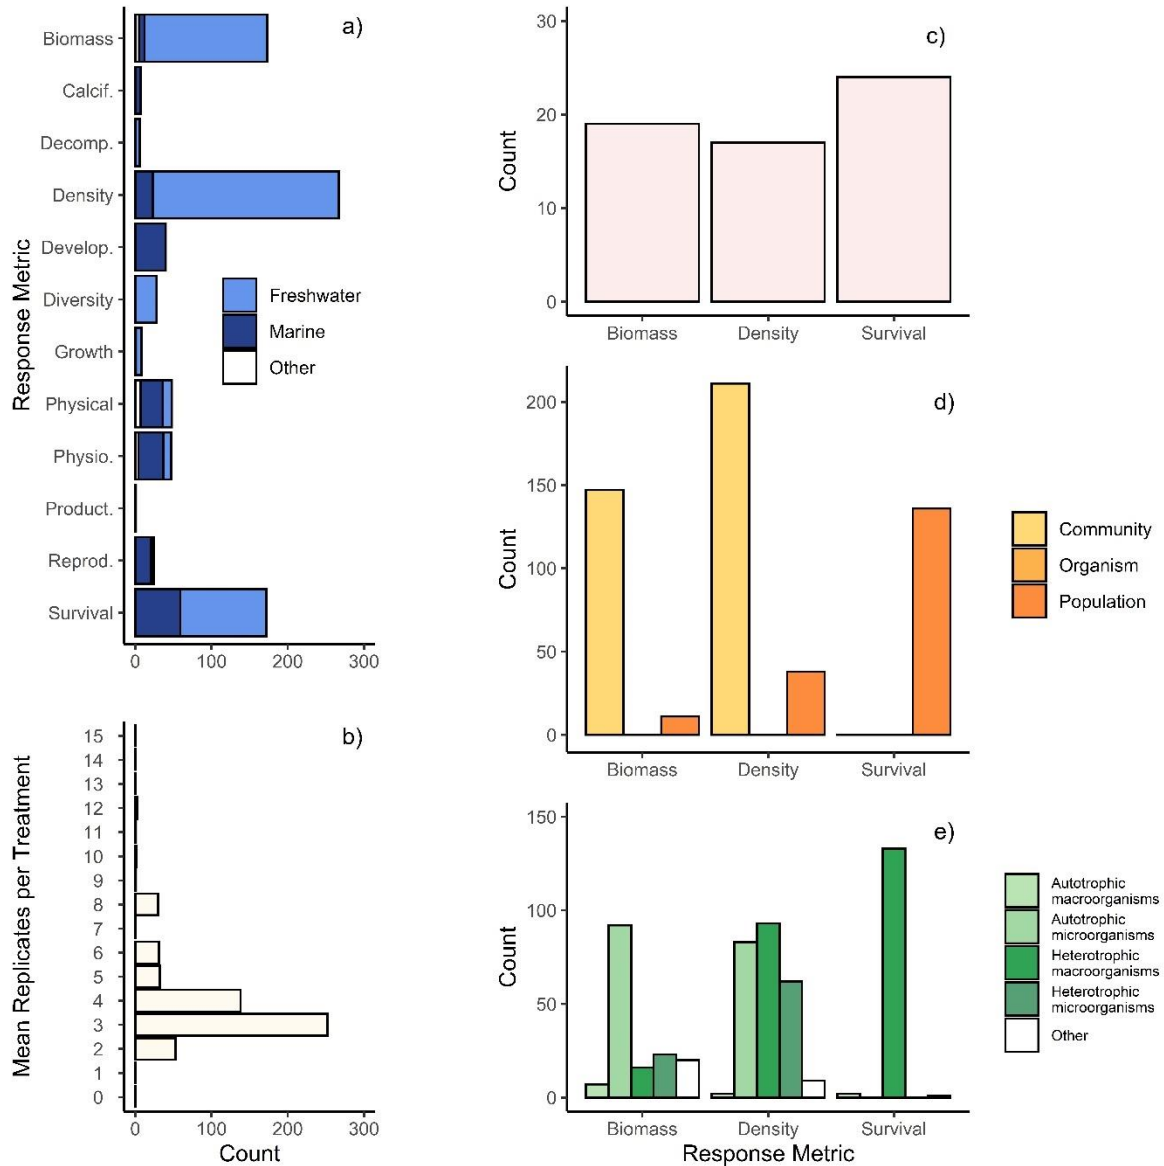 a)
Response Metric
Biomass
Calcif.
Decomp.
Density
Develop.
Diversity
Growth
Physical
Physio.
Product.
Reprod.
Survival
Freshwater
Marine
Other
0 100 200 300
b)
Mean Replicates per Treatment
15
14
13
12
11
10
9
8
7
6
5
4
3
2
1
0
0 100 200 300
Count
c)
Count
30
20
10
0
Biomass Density Survival
d)
Count
200
150
100
50
0
Biomass Density Survival
Community
Organism
Population
e)
Count
150
100
50
0
Biomass Density Survival
Response Metric
Autotrophic
macroorganisms
Autotrophic
microorganisms
Heterotrophic
macroorganisms
Heterotrophic
microorganisms
Other